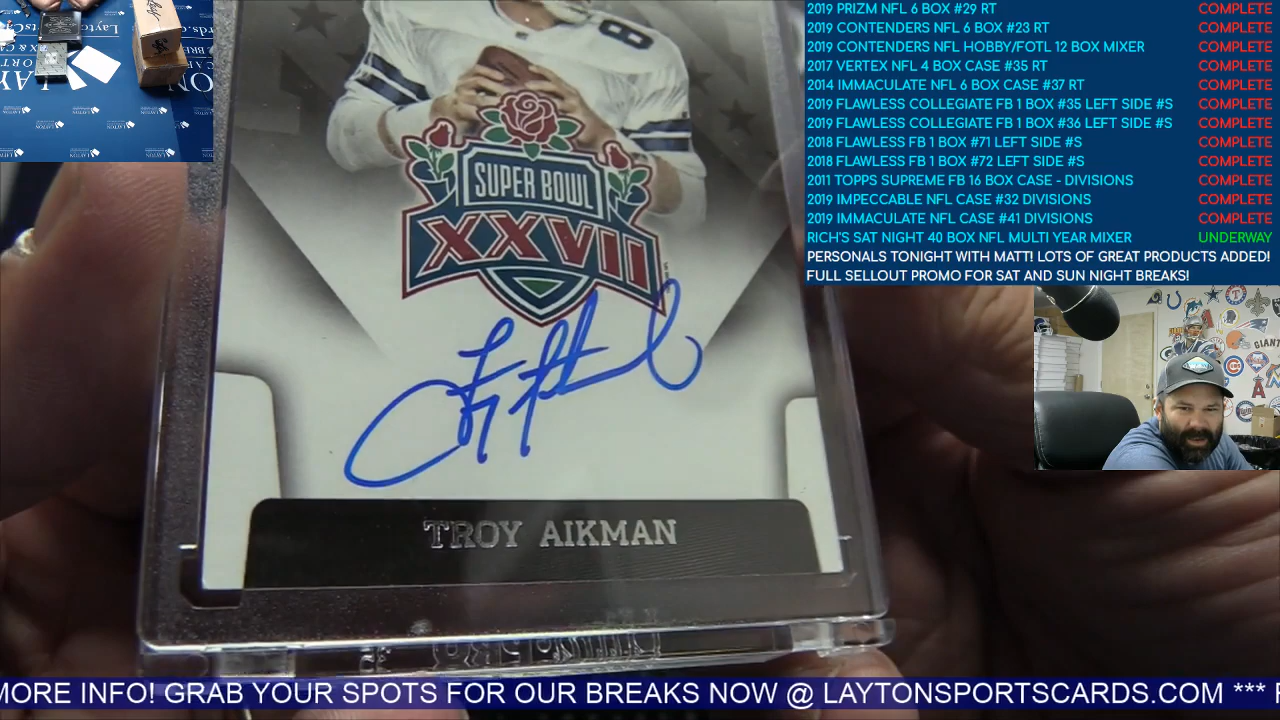 2019 PRIZM NFL 6 BOX #29 RT COMPLETE
2019 CONTENDERS NFL 6 BOX #23 RT COMPLETE
2019 CONTENDERS NFL HOBBY/FOTL 12 BOX MIXER COMPLETE
2017 VERTEX NFL 4 BOX CASE #35 RT COMPLETE
2014 IMMACULATE NFL 6 BOX CASE #37 RT COMPLETE
2019 FLAWLESS COLLEGIATE FB 1 BOX #35 LEFT SIDE #S COMPLETE
2019 FLAWLESS COLLEGIATE FB 1 BOX #36 LEFT SIDE #S COMPLETE
2018 FLAWLESS FB 1 BOX #71 LEFT SIDE #S COMPLETE
2018 FLAWLESS FB 1 BOX #72 LEFT SIDE #S COMPLETE
2011 TOPPS SUPREME FB 16 BOX CASE - DIVISIONS COMPLETE
2019 IMPECCABLE NFL CASE #32 DIVISIONS COMPLETE
2019 IMMACULATE NFL CASE #41 DIVISIONS COMPLETE
RICH'S SAT NIGHT 40 BOX NFL MULTI YEAR MIXER UNDERWAY
PERSONALS TONIGHT WITH MATT! LOTS OF GREAT PRODUCTS ADDED!
FULL SELLOUT PROMO FOR SAT AND SUN NIGHT BREAKS!
8
SUPER BOWL
XXVII
Troy Aikman
TROY AIKMAN
GIANTS
MORE INFO! GRAB YOUR SPOTS FOR OUR BREAKS NOW @ LAYTONSPORTSCARDS.COM ***